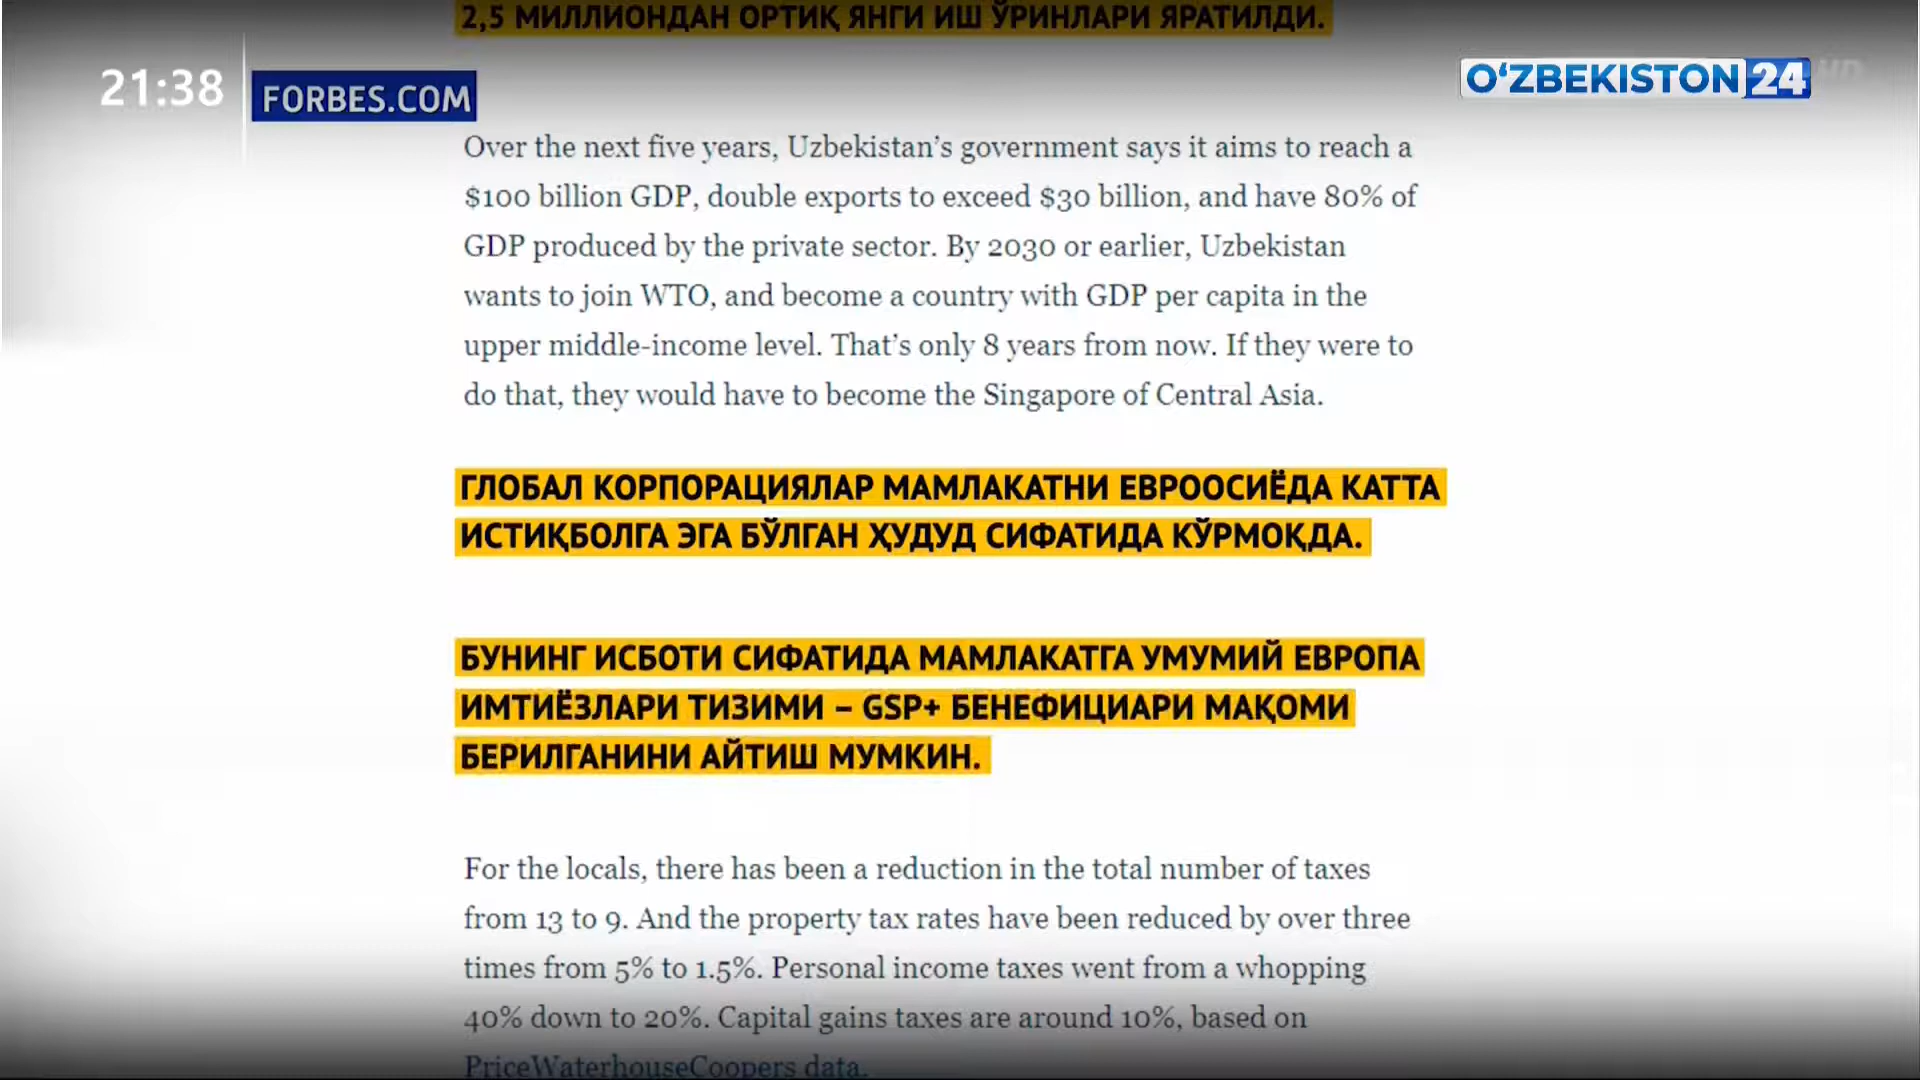 2,5 МИЛЛИОНДАН ОРТИҚ ЯНГИ ИШ ЎРИНЛАРИ ЯРАТИЛДИ.
21:38
FORBES.COM
O‘ZBEKISTON 24
HD
Over the next five years, Uzbekistan’s government says it aims to reach a
$100 billion GDP, double exports to exceed $30 billion, and have 80% of
GDP produced by the private sector. By 2030 or earlier, Uzbekistan
wants to join WTO, and become a country with GDP per capita in the
upper middle-income level. That’s only 8 years from now. If they were to
do that, they would have to become the Singapore of Central Asia.
ГЛОБАЛ КОРПОРАЦИЯЛАР МАМЛАКАТНИ ЕВРООСИЁДА КАТТА
ИСТИҚБОЛГА ЭГА БЎЛГАН ҲУДУД СИФАТИДА КЎРМОҚДА.
БУНИНГ ИСБОТИ СИФАТИДА МАМЛАКАТГА УМУМИЙ ЕВРОПА
ИМТИЁЗЛАРИ ТИЗИМИ – GSP+ БЕНЕФИЦИАРИ МАҚОМИ
БЕРИЛГАНИНИ АЙТИШ МУМКИН.
For the locals, there has been a reduction in the total number of taxes
from 13 to 9. And the property tax rates have been reduced by over three
times from 5% to 1.5%. Personal income taxes went from a whopping
40% down to 20%. Capital gains taxes are around 10%, based on
PriceWaterhouseCoopers data.